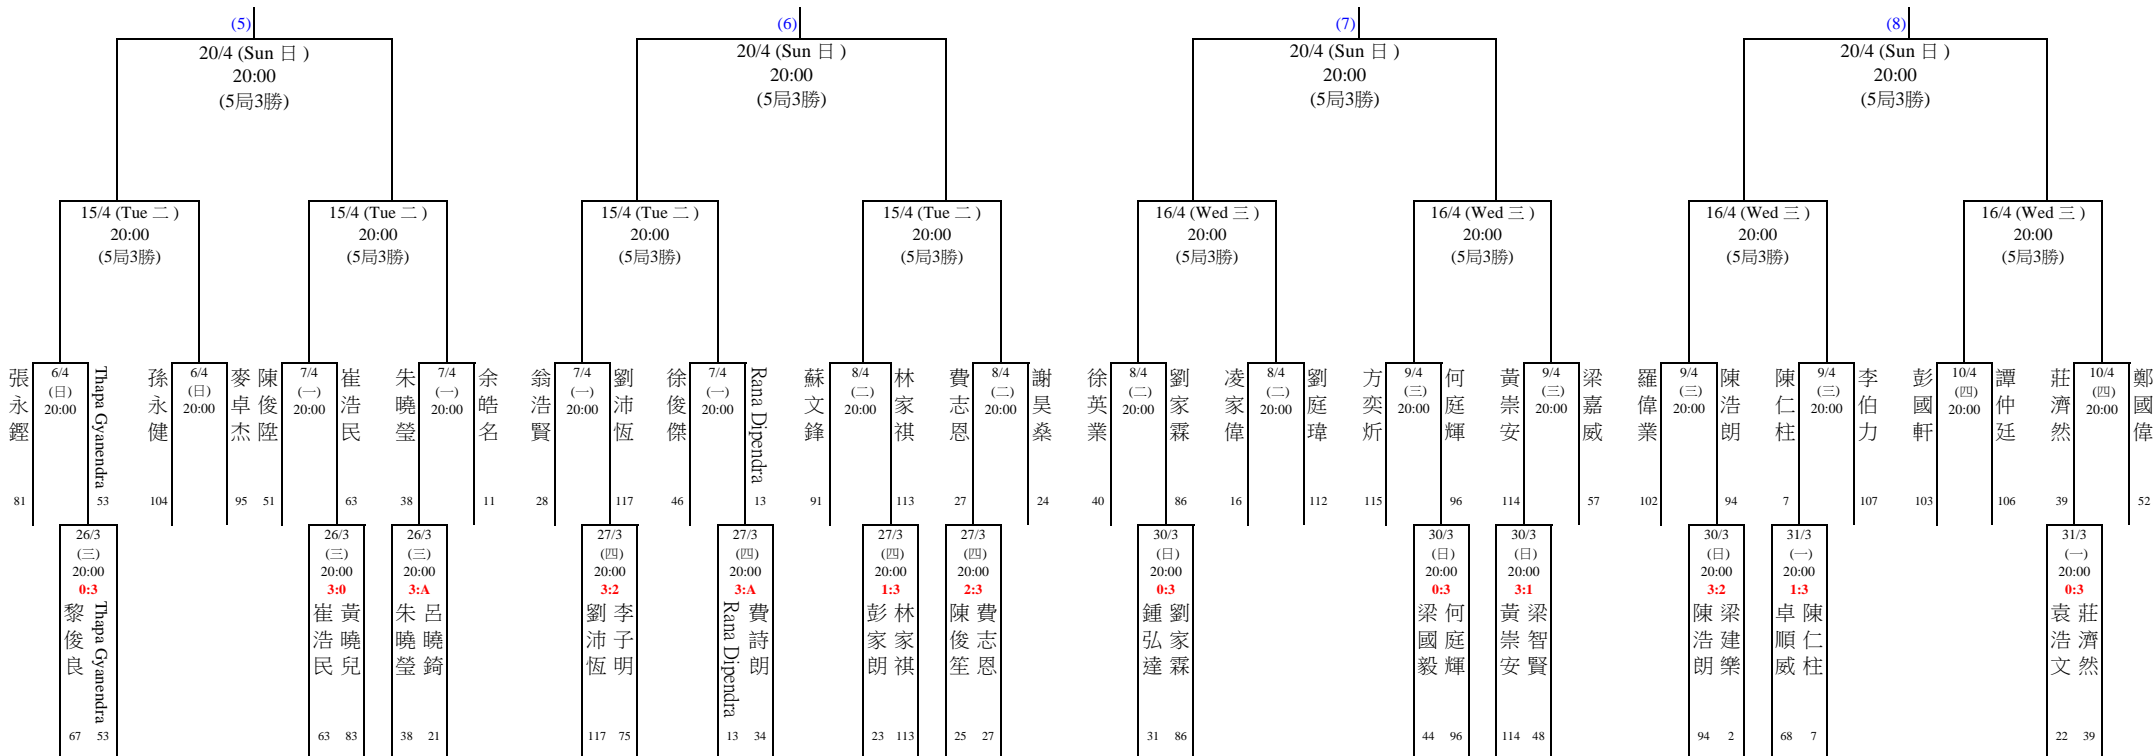 (5) (6) (7) (8)
20/4 (Sun 日 ) 20/4 (Sun 日 ) 20/4 (Sun 日 ) 20/4 (Sun 日 )
20:00 20:00 20:00 20:00
(5局3勝) (5局3勝) (5局3勝) (5局3勝)
15/4 (Tue 二 ) 15/4 (Tue 二 ) 15/4 (Tue 二 ) 15/4 (Tue 二 ) 16/4 (Wed 三 ) 16/4 (Wed 三 ) 16/4 (Wed 三 ) 16/4 (Wed 三 )
20:00 20:00 20:00 20:00 20:00 20:00 20:00 20:00
(5局3勝) (5局3勝) (5局3勝) (5局3勝) (5局3勝) (5局3勝) (5局3勝) (5局3勝)
6/4 6/4 7/4 7/4 7/4 7/4 8/4 8/4 8/4 8/4 9/4 9/4 9/4 9/4 10/4 10/4
(日) (日) (一) (一) (一) (一) (二) (二) (二) (二) (三) (三) (三) (三) (四) (四)
20:00 20:00 20:00 20:00 20:00 20:00 20:00 20:00 20:00 20:00 20:00 20:00 20:00 20:00 20:00 20:00
張永鏗 Thapa Gyanendra 孫永健 麥卓杰 陳俊陞 崔浩民 朱曉瑩 余皓名 翁浩賢 劉沛恆 徐俊傑 Rana Dipendra 蘇文鋒 林家祺 費志恩 謝昊燊 徐英業 劉家霖 凌家偉 劉庭瑋 方奕炘 何庭輝 黃崇安 梁嘉威 羅偉業 陳浩朗 陳仁柱 李伯力 彭國軒 譚仲廷 莊濟然 鄭國偉
81 53 104 95 51 63 38 11 28 117 46 13 91 113 27 24 40 86 16 112 115 96 114 57 102 94 7 107 103 106 39 52
26/3 26/3 26/3 27/3 27/3 27/3 27/3 30/3 30/3 30/3 30/3 31/3 31/3
(三) (三) (三) (四) (四) (四) (四) (日) (日) (日) (日) (一) (一)
20:00 20:00 20:00 20:00 20:00 20:00 20:00 20:00 20:00 20:00 20:00 20:00 20:00
0:3 3:0 3:A 3:2 3:A 1:3 2:3 0:3 0:3 3:1 3:2 1:3 0:3
黎俊良 Thapa Gyanendra 崔浩民 黃曉兒 朱曉瑩 呂曉錡 劉沛恆 李子明 Rana Dipendra 費詩朗 彭家朗 林家祺 陳俊笙 費志恩 鍾弘達 劉家霖 梁國毅 何庭輝 黃崇安 梁智賢 陳浩朗 梁建樂 卓順威 陳仁柱 袁浩文 莊濟然
67 53 63 83 38 21 117 75 13 34 23 113 25 27 31 86 44 96 114 48 94 2 68 7 22 39